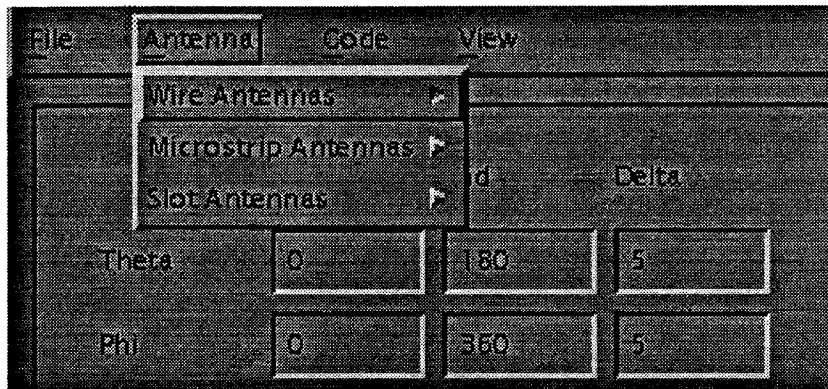 File Antenna Code View
Wire Antennas
Microstrip Antennas
nd Delta
Slot Antennas
Theta 0 180 5
Phi 0 360 5